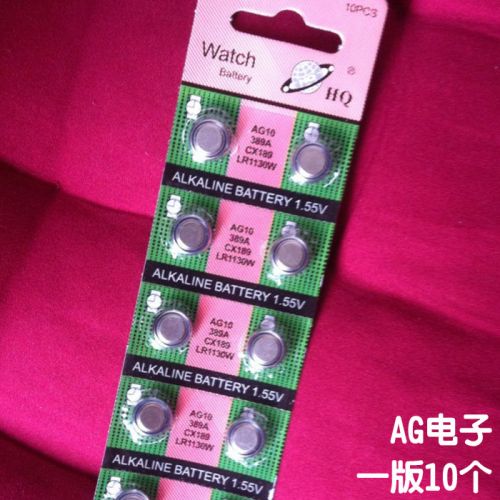 10PCS
Watch
Battery
HQ
AG10
389A
CX189
LR1130W
ALKALINE BATTERY 1.55V
AG10
389A
CX189
LR1130W
ALKALINE BATTERY 1.55V
AG10
389A
CX189
LR1130W
ALKALINE BATTERY 1.55V
AG10
389A
CX189
LR1130W
ALKALINE BATTERY 1.55V
AG电子
一版10个